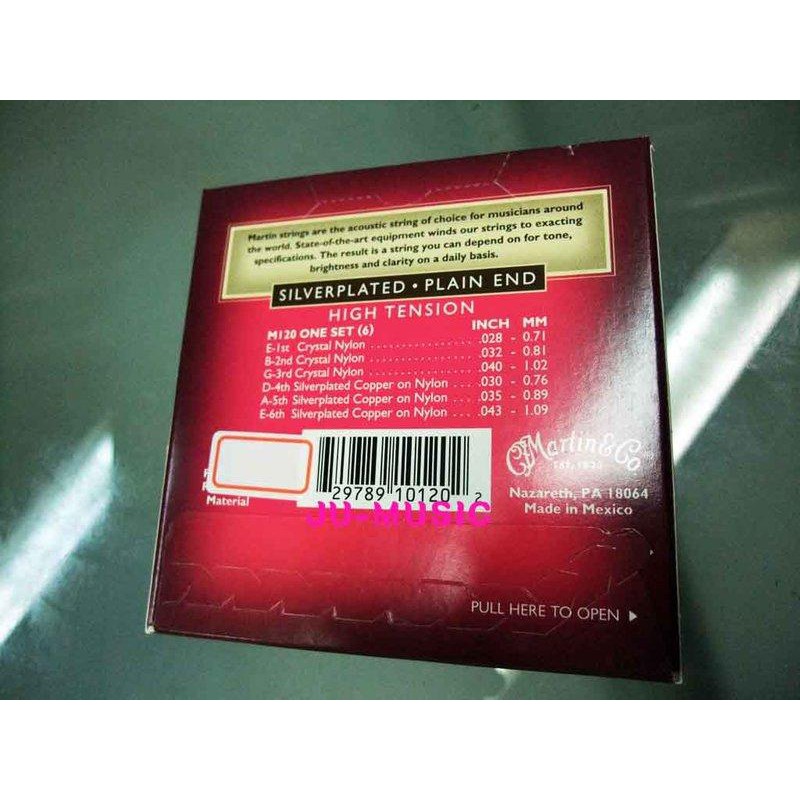 Martin strings are the acoustic string of choice for musicians around
the world. State-of-the-art equipment winds our strings to exacting
specifications. The result is a string you can depend on for tone,
brightness and clarity on a daily basis.
SILVERPLATED • PLAIN END
HIGH TENSION
M120 ONE SET (6) INCH MM
E-1st Crystal Nylon .028 - 0.71
B-2nd Crystal Nylon .032 - 0.81
G-3rd Crystal Nylon .040 - 1.02
D-4th Silverplated Copper on Nylon .030 - 0.76
A-5th Silverplated Copper on Nylon .035 - 0.89
E-6th Silverplated Copper on Nylon .043 - 1.09
Material
29789 10120 2
JU-MUSIC
CF Martin & Co
EST. 1833
Nazareth, PA 18064
Made in Mexico
PULL HERE TO OPEN